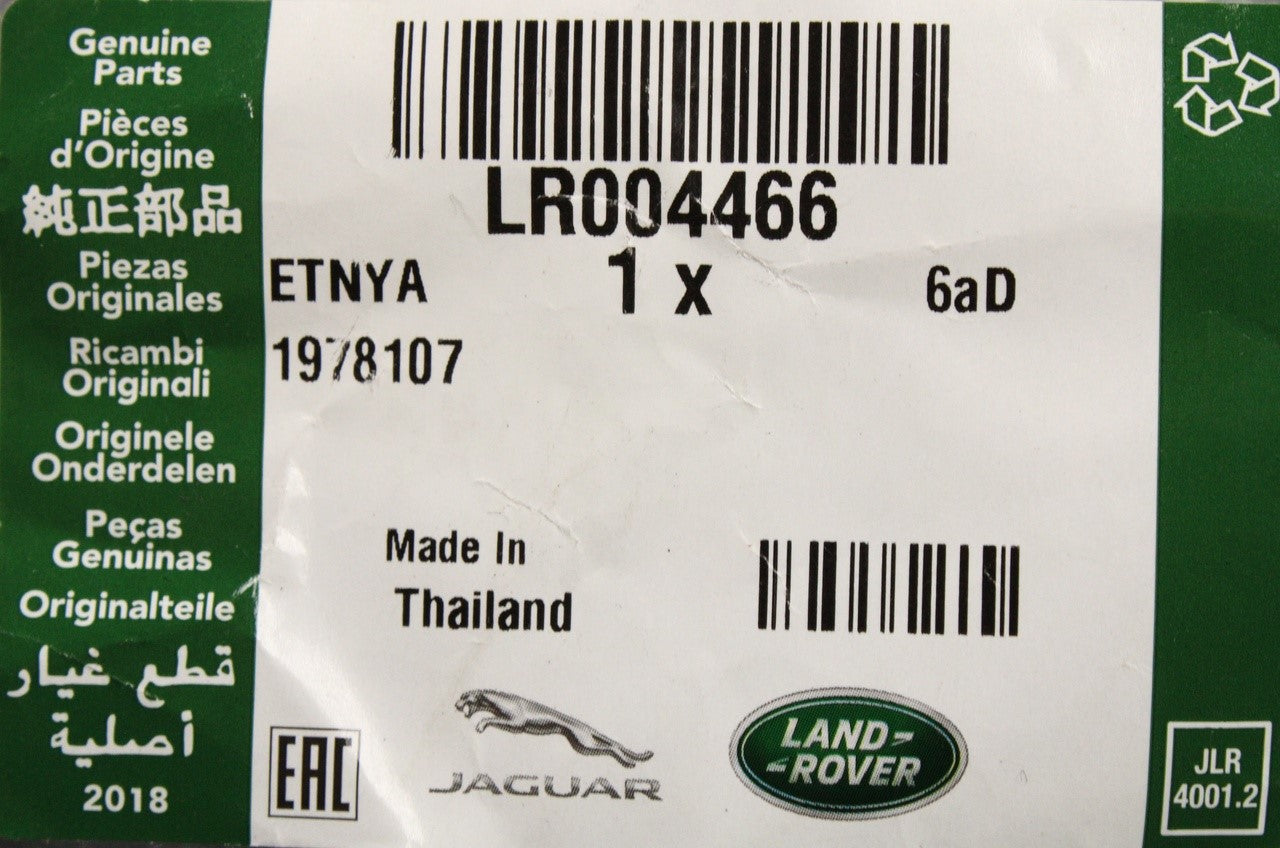 Genuine
Parts
Pièces
d'Origine
純正部品
Piezas
Originales
Ricambi
Originali
Originele
Onderdelen
Peças
Genuinas
Originalteile
قطع غيار
أصلية
2018
LR004466
ETNYA
1 x
6aD
1978107
Made In
Thailand
EAC
JAGUAR
LAND-
-ROVER
JLR
4001.2